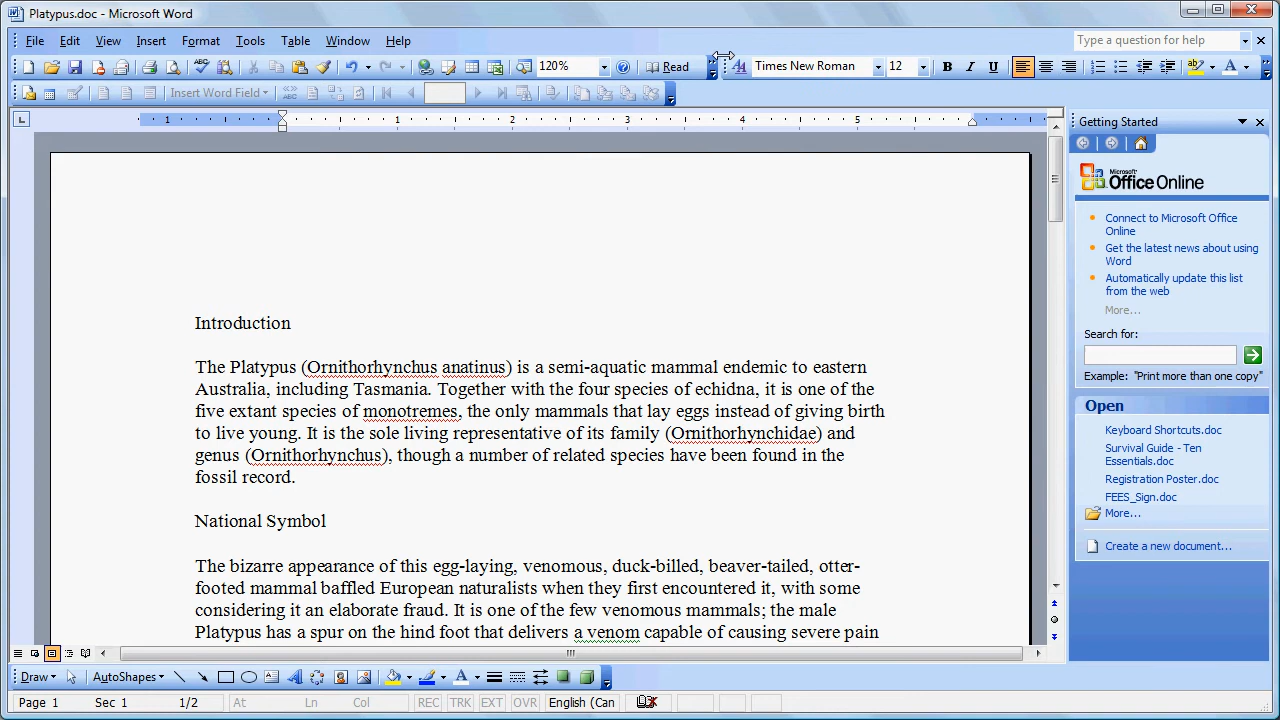 Platypus.doc - Microsoft Word
File Edit View Insert Format Tools Table Window Help
Type a question for help
120%
Read
Times New Roman
12
B I U
Insert Word Field
1 1 2 3 4 5
Getting Started
Microsoft
Office Online
Connect to Microsoft Office
Online
Get the latest news about using
Word
Automatically update this list
from the web
More...
Search for:
Example: "Print more than one copy"
Open
Keyboard Shortcuts.doc
Survival Guide - Ten
Essentials.doc
Registration Poster.doc
FEES_Sign.doc
More...
Create a new document...
Introduction
The Platypus (Ornithorhynchus anatinus) is a semi-aquatic mammal endemic to eastern
Australia, including Tasmania. Together with the four species of echidna, it is one of the
five extant species of monotremes, the only mammals that lay eggs instead of giving birth
to live young. It is the sole living representative of its family (Ornithorhynchidae) and
genus (Ornithorhynchus), though a number of related species have been found in the
fossil record.
National Symbol
The bizarre appearance of this egg-laying, venomous, duck-billed, beaver-tailed, otter-
footed mammal baffled European naturalists when they first encountered it, with some
considering it an elaborate fraud. It is one of the few venomous mammals; the male
Platypus has a spur on the hind foot that delivers a venom capable of causing severe pain
Draw AutoShapes
Page 1 Sec 1 1/2 At Ln Col REC TRK EXT OVR English (Can